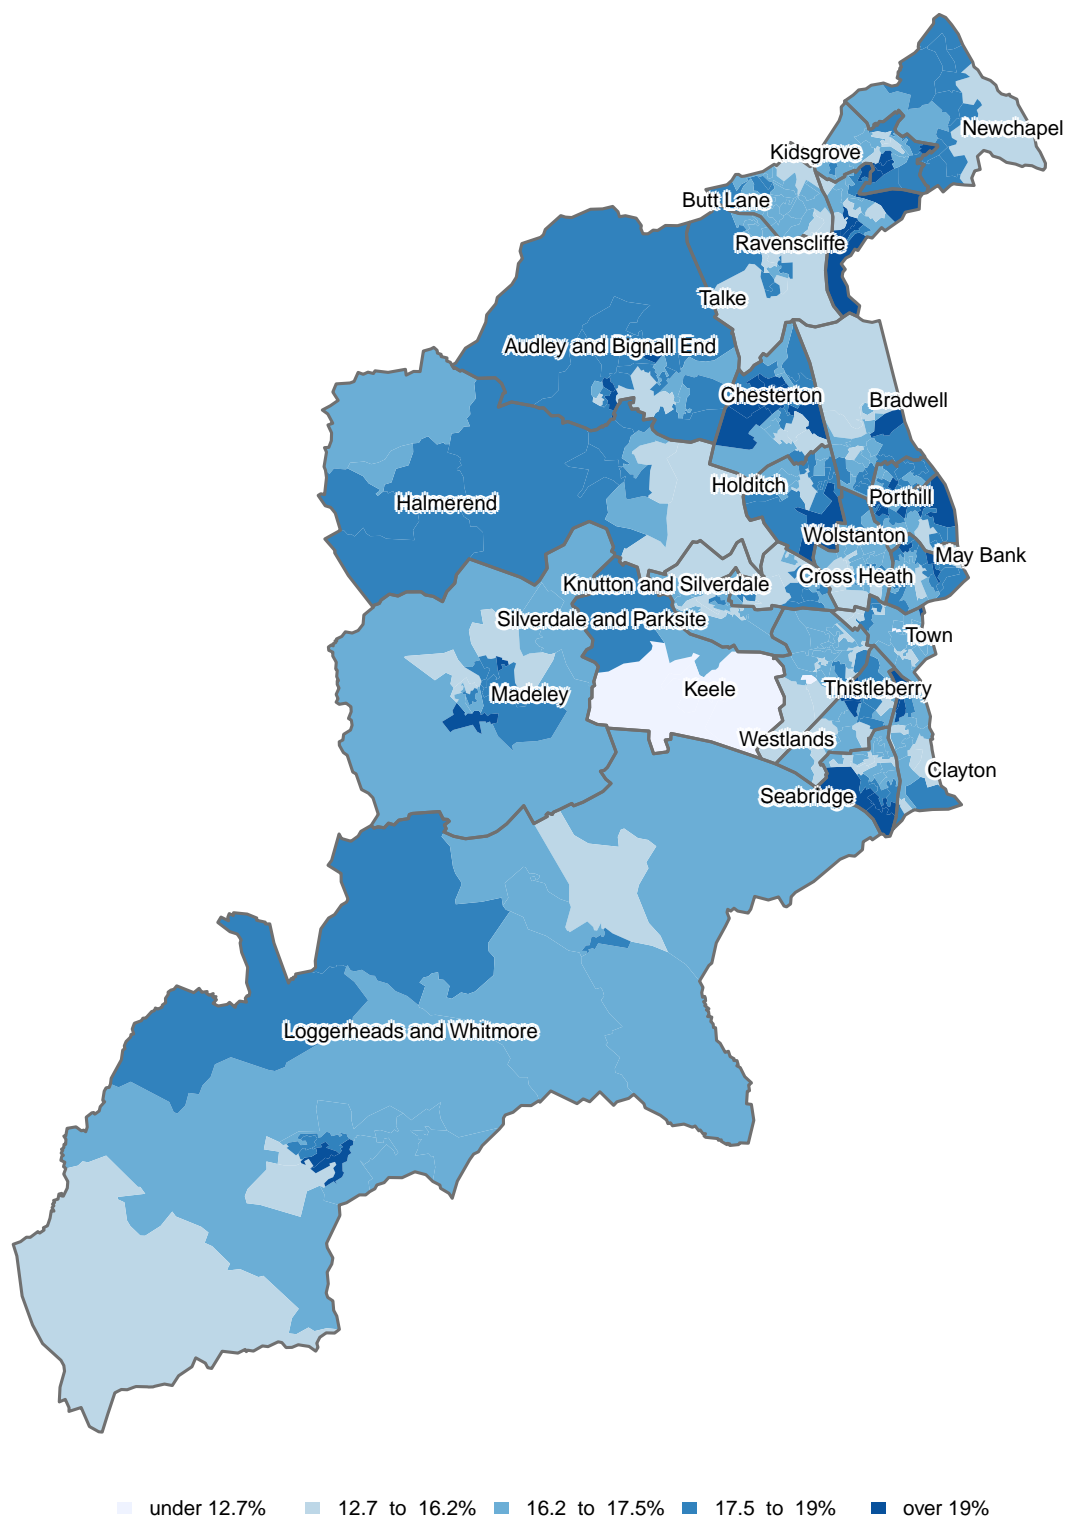 Newchapel
Kidsgrove
Butt Lane
Ravenscliffe
Talke
Audley and Bignall End
Chesterton
Bradwell
Holditch
Porthill
Halmerend
Wolstanton
May Bank
Cross Heath
Knutton and Silverdale
Silverdale and Parksite
Town
Keele
Thistleberry
Madeley
Westlands
Clayton
Seabridge
Loggerheads and Whitmore
under 12.7% 12.7 to 16.2% 16.2 to 17.5% 17.5 to 19% over 19%